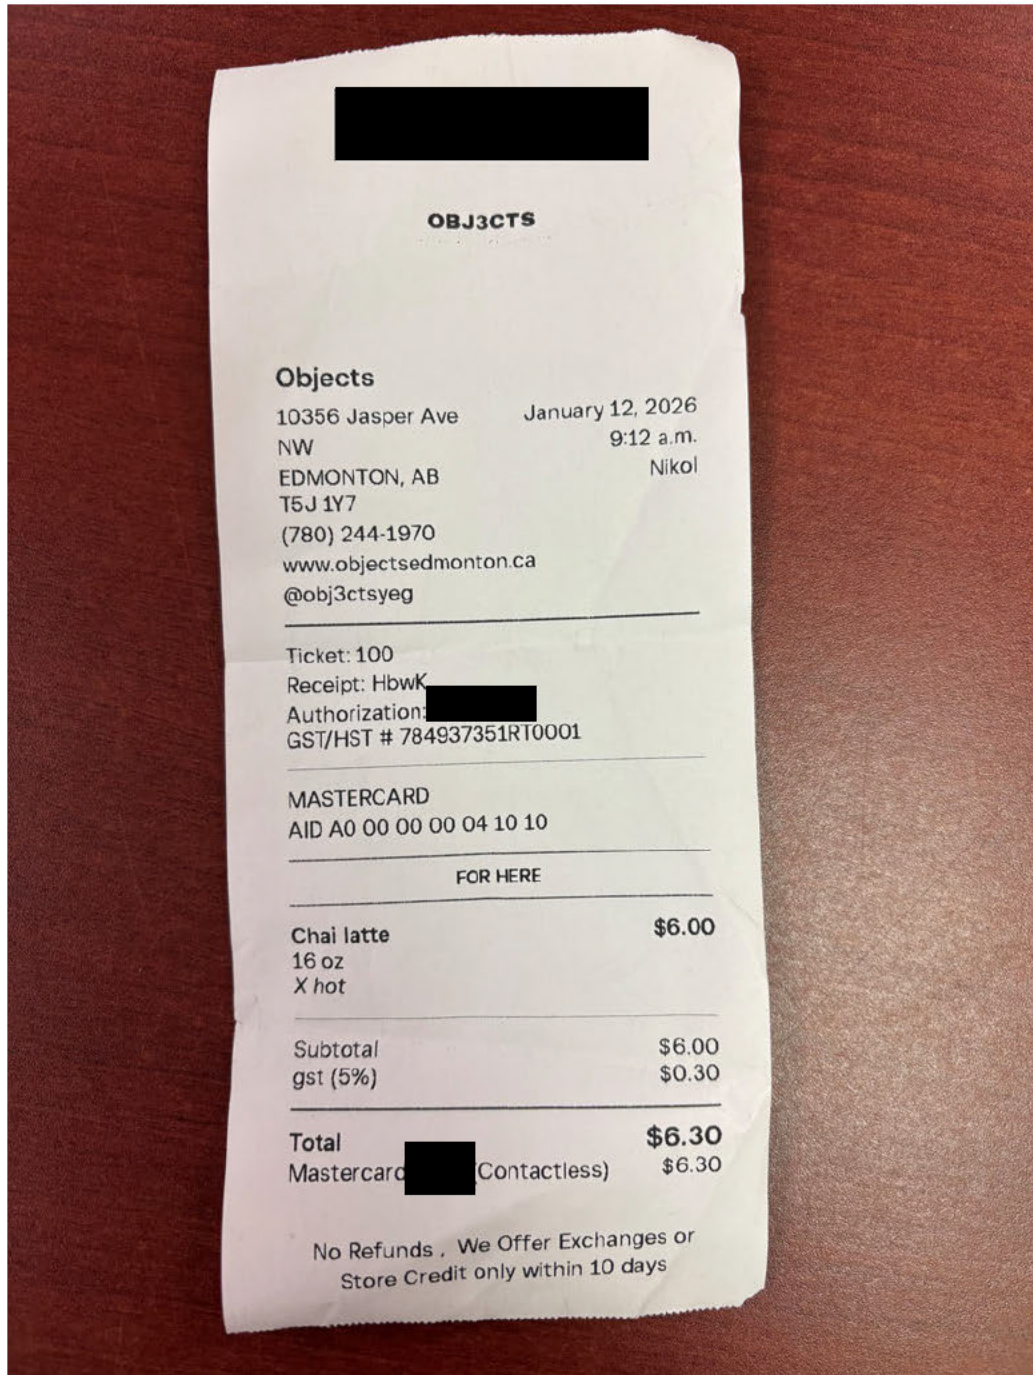 OBJ3CTS
Objects
10356 Jasper Ave
NW
EDMONTON, AB
T5J 1Y7
(780) 244-1970
www.objectsedmonton.ca
@obj3ctsyeg
January 12, 2026
9:12 a.m.
Nikol
Ticket: 100
Receipt: HbwK
Authorization:
GST/HST # 784937351RT0001
MASTERCARD
AID A0 00 00 00 04 10 10
FOR HERE
Chai latte $6.00
16 oz
X hot
Subtotal $6.00
gst (5%) $0.30
Total $6.30
Mastercard (Contactless) $6.30
No Refunds . We Offer Exchanges or
Store Credit only within 10 days